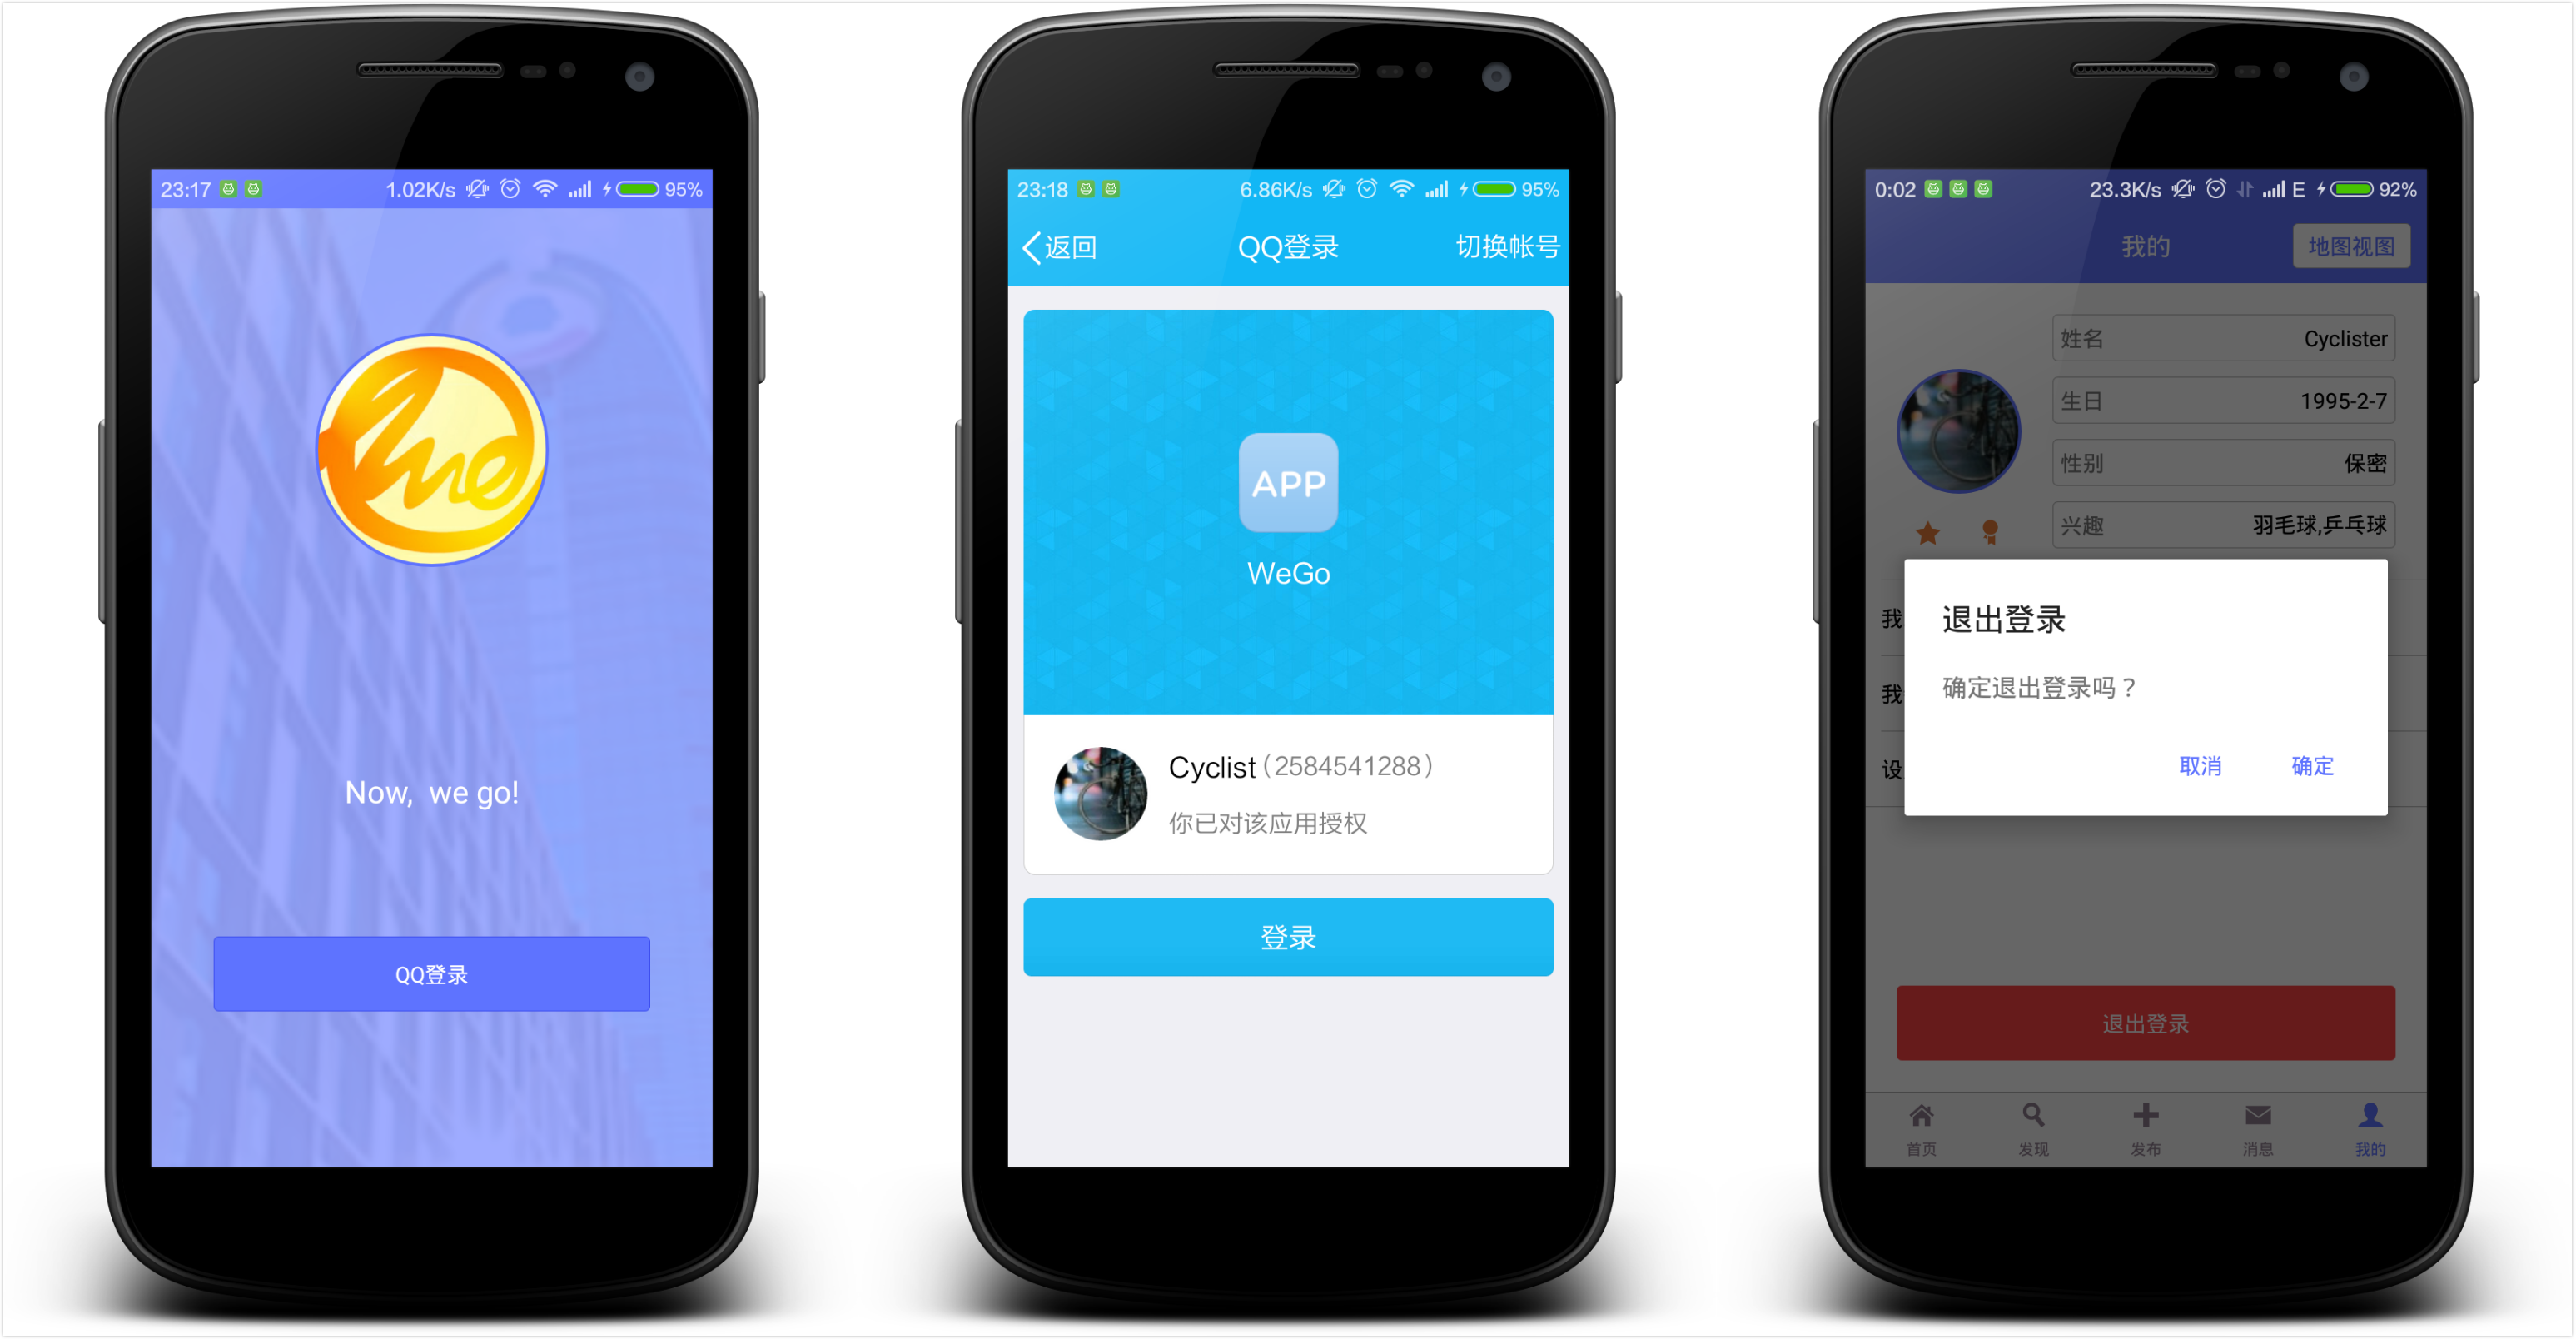 23:17 1.02K/s 95%
Now, we go!
QQ登录
23:18 6.86K/s 95%
返回 QQ登录 切换帐号
APP
WeGo
Cyclist (2584541288)
你已对该应用授权
登录
0:02 23.3K/s E 92%
我的 地图视图
姓名 Cyclister
生日 1995-2-7
性别 保密
兴趣 羽毛球,乒乓球
我
我
设
退出登录
确定退出登录吗？
取消 确定
退出登录
首页 发现 发布 消息 我的